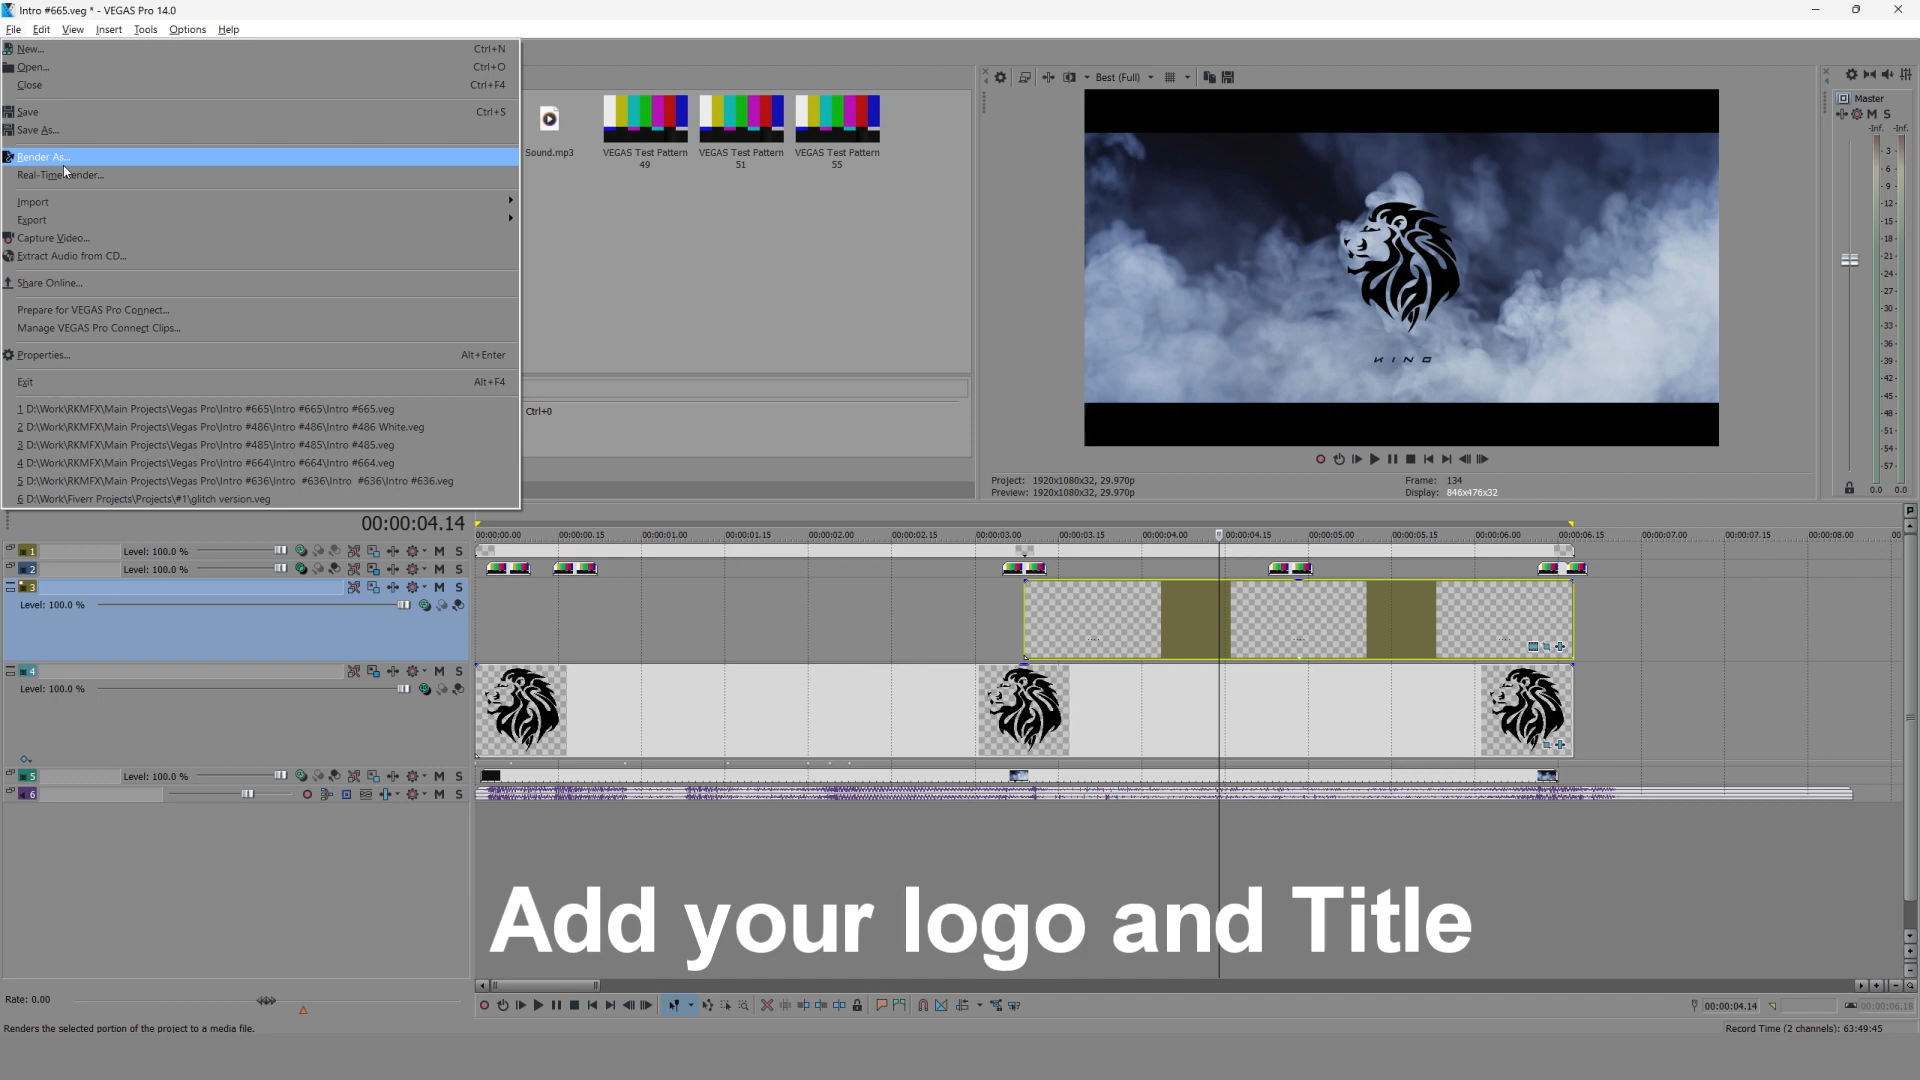 Intro #665.veg * - VEGAS Pro 14.0
File Edit View Insert Tools Options Help
New... Ctrl+N
Open... Ctrl+O
Close Ctrl+F4
Save Ctrl+S
Save As...
Render As...
Real-Time Render...
Import
Export
Capture Video...
Extract Audio from CD...
Share Online...
Prepare for VEGAS Pro Connect...
Manage VEGAS Pro Connect Clips...
Properties... Alt+Enter
Exit Alt+F4
1 D:\Work\RKMFX\Main Projects\Vegas Pro\Intro #665\Intro #665\Intro #665.veg
2 D:\Work\RKMFX\Main Projects\Vegas Pro\Intro #486\Intro #486\Intro #486 White.veg
3 D:\Work\RKMFX\Main Projects\Vegas Pro\Intro #485\Intro #485\Intro #485.veg
4 D:\Work\RKMFX\Main Projects\Vegas Pro\Intro #664\Intro #664\Intro #664.veg
5 D:\Work\RKMFX\Main Projects\Vegas Pro\Intro #636\Intro #636\Intro #636\Intro #636.veg
6 D:\Work\Fiverr Projects\Projects\#1\glitch version.veg
Sound.mp3
VEGAS Test Pattern 49
VEGAS Test Pattern 51
VEGAS Test Pattern 55
Ctrl+0
Best (Full)
KING
Project: 1920x1080x32, 29.970p
Preview: 1920x1080x32, 29.970p
Frame: 134
Display: 846x476x32
Master
M S
-Inf. -Inf.
- 3 -
- 6 -
- 9 -
-12-
-15-
-18-
-21-
-24-
-27-
-30-
-33-
-36-
-39-
-42-
-45-
-48-
-51-
-54-
-57-
0.0 0.0
00:00:04.14
00:00:00.00 00:00:00.15 00:00:01.00 00:00:01.15 00:00:02.00 00:00:02.15 00:00:03.00 00:00:03.15 00:00:04.00 00:00:04.15 00:00:05.00 00:00:05.15 00:00:06.00 00:00:06.15 00:00:07.00 00:00:07.15 00:00:08.00 00
1 Level: 100.0 % M S
2 Level: 100.0 % M S
3 M S
Level: 100.0 %
4 M S
Level: 100.0 %
5 Level: 100.0 % M S
6 M S
Add your logo and Title
Rate: 0.00
00:00:04.14 00:00:06.18
Renders the selected portion of the project to a media file.
Record Time (2 channels): 63:49:45